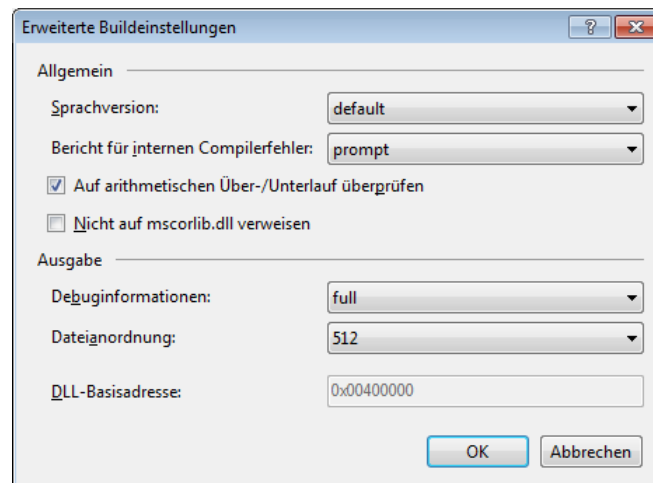 Erweiterte Buildeinstellungen
Allgemein
Sprachversion: default
Bericht für internen Compilerfehler: prompt
Auf arithmetischen Über-/Unterlauf überprüfen
Nicht auf mscorlib.dll verweisen
Ausgabe
Debuginformationen: full
Dateianordnung: 512
DLL-Basisadresse: 0x00400000
OK Abbrechen